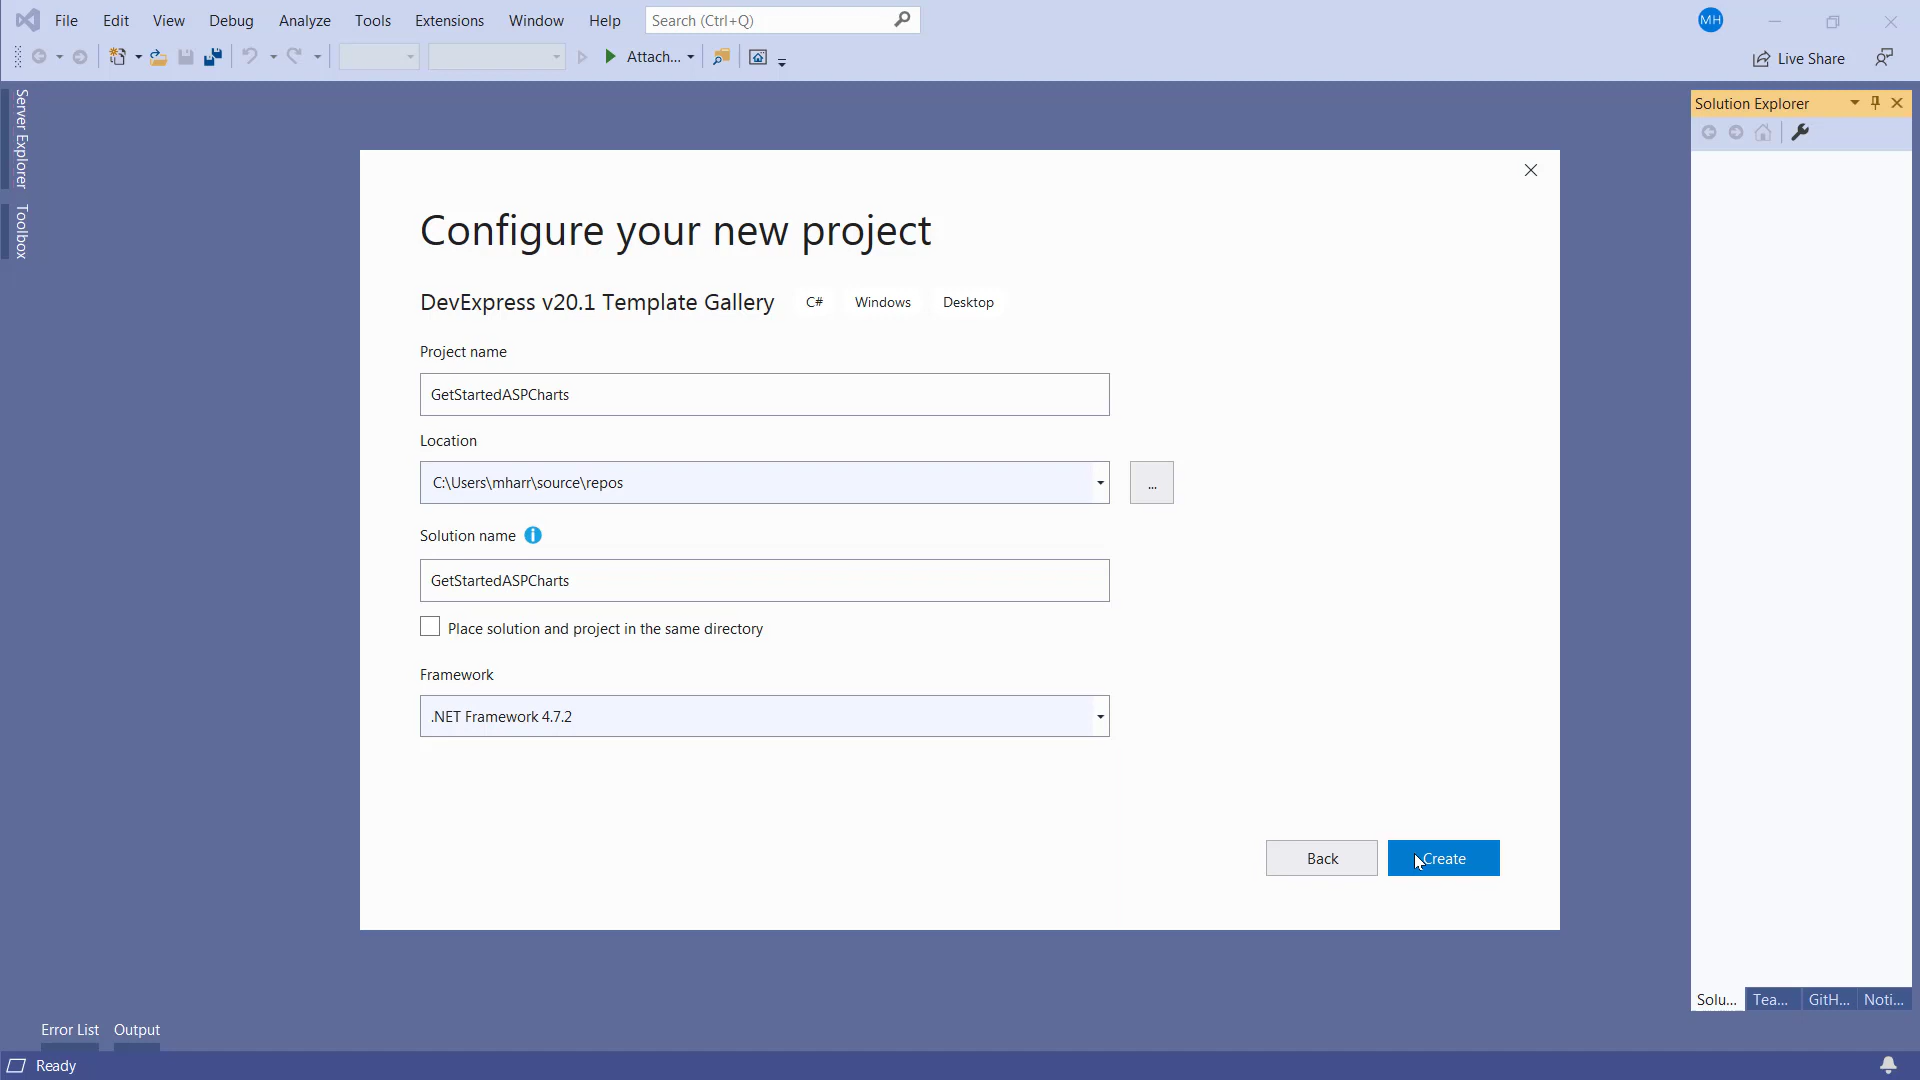 File Edit View Debug Analyze Tools Extensions Window Help Search (Ctrl+Q) MH
Attach... Live Share
Server Explorer
Toolbox
Solution Explorer
Configure your new project
DevExpress v20.1 Template Gallery C# Windows Desktop
Project name
GetStartedASPCharts
Location
C:\Users\mharr\source\repos
...
Solution name
GetStartedASPCharts
Place solution and project in the same directory
Framework
.NET Framework 4.7.2
Back Create
Solu... Tea... GitH... Noti...
Error List Output
Ready